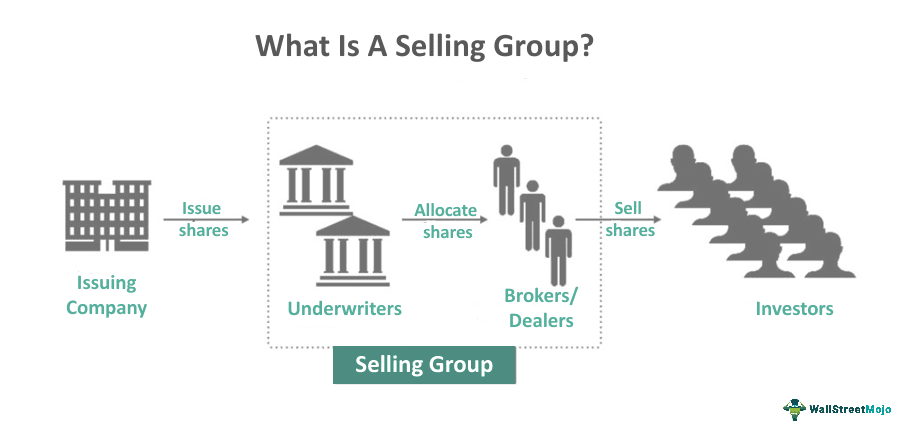 What Is A Selling Group?
Issue
shares
Allocate
shares
Sell
shares
Issuing
Company
Underwriters
Brokers/
Dealers
Investors
Selling Group
WallStreetMojo